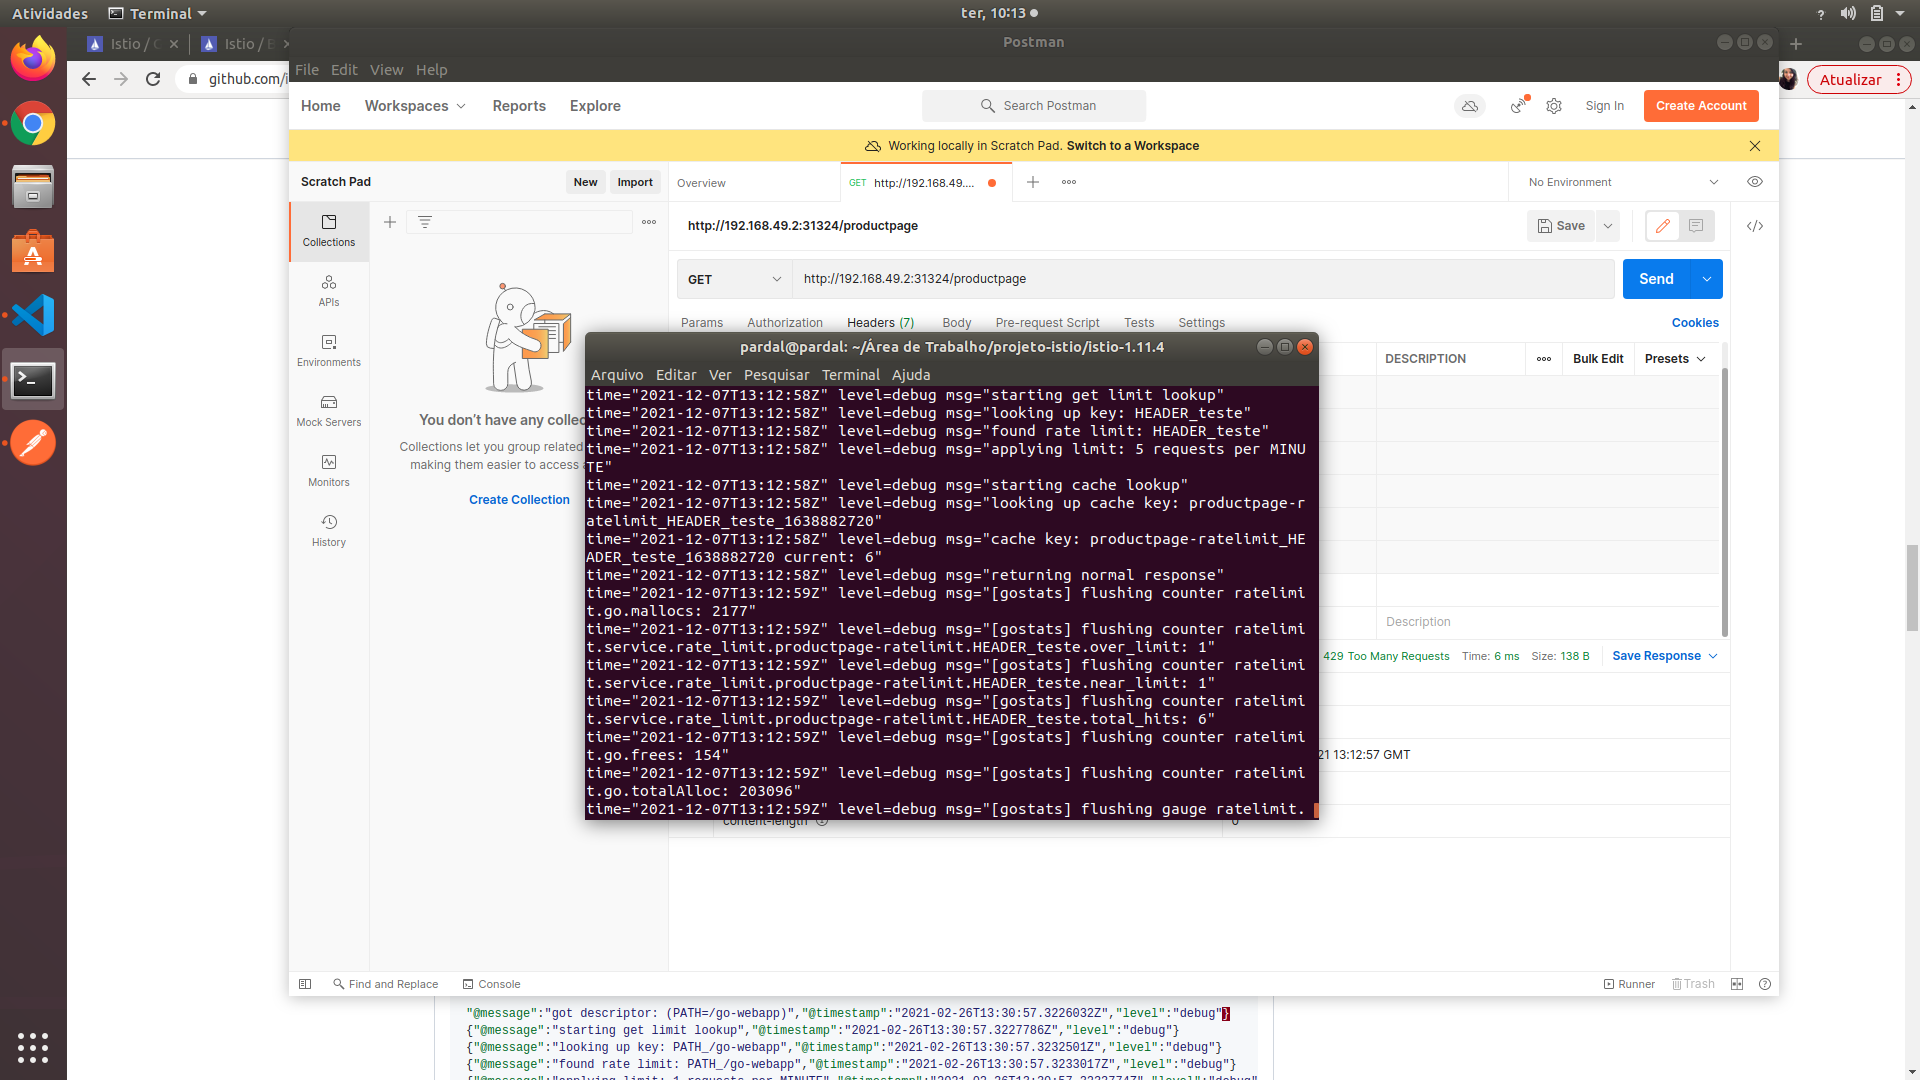 Atividades
Terminal
ter, 10:13
Istio /
Istio /
Postman
File Edit View Help
github.com/i
Atualizar
Home
Workspaces
Reports
Explore
Search Postman
Sign In
Create Account
Working locally in Scratch Pad. Switch to a Workspace
Scratch Pad
New
Import
Overview
GET http://192.168.49....
No Environment
Collections
http://192.168.49.2:31324/productpage
Save
GET
http://192.168.49.2:31324/productpage
Send
APIs
Params
Authorization
Headers (7)
Body
Pre-request Script
Tests
Settings
Cookies
Environments
DESCRIPTION
Bulk Edit
Presets
Mock Servers
You don’t have any collec
Collections let you group related
making them easier to access
Create Collection
Monitors
History
pardal@pardal: ~/Área de Trabalho/projeto-istio/istio-1.11.4
Arquivo Editar Ver Pesquisar Terminal Ajuda
time="2021-12-07T13:12:58Z" level=debug msg="starting get limit lookup"
time="2021-12-07T13:12:58Z" level=debug msg="looking up key: HEADER_teste"
time="2021-12-07T13:12:58Z" level=debug msg="found rate limit: HEADER_teste"
time="2021-12-07T13:12:58Z" level=debug msg="applying limit: 5 requests per MINU
TE"
time="2021-12-07T13:12:58Z" level=debug msg="starting cache lookup"
time="2021-12-07T13:12:58Z" level=debug msg="looking up cache key: productpage-r
atelimit_HEADER_teste_1638882720"
time="2021-12-07T13:12:58Z" level=debug msg="cache key: productpage-ratelimit_HE
ADER_teste_1638882720 current: 6"
time="2021-12-07T13:12:58Z" level=debug msg="returning normal response"
time="2021-12-07T13:12:59Z" level=debug msg="[gostats] flushing counter ratelimi
t.go.mallocs: 2177"
time="2021-12-07T13:12:59Z" level=debug msg="[gostats] flushing counter ratelimi
t.service.rate_limit.productpage-ratelimit.HEADER_teste.over_limit: 1"
time="2021-12-07T13:12:59Z" level=debug msg="[gostats] flushing counter ratelimi
t.service.rate_limit.productpage-ratelimit.HEADER_teste.near_limit: 1"
time="2021-12-07T13:12:59Z" level=debug msg="[gostats] flushing counter ratelimi
t.service.rate_limit.productpage-ratelimit.HEADER_teste.total_hits: 6"
time="2021-12-07T13:12:59Z" level=debug msg="[gostats] flushing counter ratelimi
t.go.frees: 154"
time="2021-12-07T13:12:59Z" level=debug msg="[gostats] flushing counter ratelimi
t.go.totalAlloc: 203096"
time="2021-12-07T13:12:59Z" level=debug msg="[gostats] flushing gauge ratelimit.
Description
429 Too Many Requests Time: 6 ms Size: 138 B Save Response
21 13:12:57 GMT
content-length
0
Find and Replace
Console
Runner
Trash
"@message":"got descriptor: (PATH=/go-webapp)","@timestamp":"2021-02-26T13:30:57.3226032Z","level":"debug"}
{"@message":"starting get limit lookup","@timestamp":"2021-02-26T13:30:57.3227786Z","level":"debug"}
{"@message":"looking up key: PATH_/go-webapp","@timestamp":"2021-02-26T13:30:57.3232501Z","level":"debug"}
{"@message":"found rate limit: PATH_/go-webapp","@timestamp":"2021-02-26T13:30:57.3233017Z","level":"debug"}